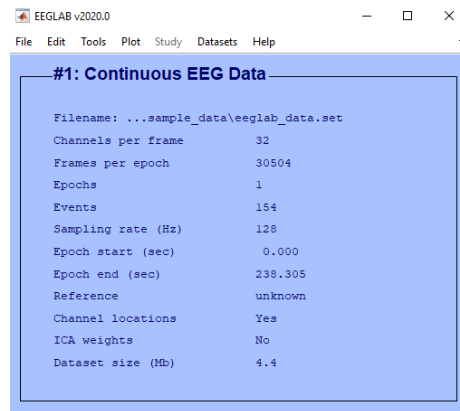 EEGLAB v2020.0
File Edit Tools Plot Study Datasets Help
#1: Continuous EEG Data
Filename: ...sample_data\eeglab_data.set
Channels per frame 32
Frames per epoch 30504
Epochs 1
Events 154
Sampling rate (Hz) 128
Epoch start (sec) 0.000
Epoch end (sec) 238.305
Reference unknown
Channel locations Yes
ICA weights No
Dataset size (Mb) 4.4